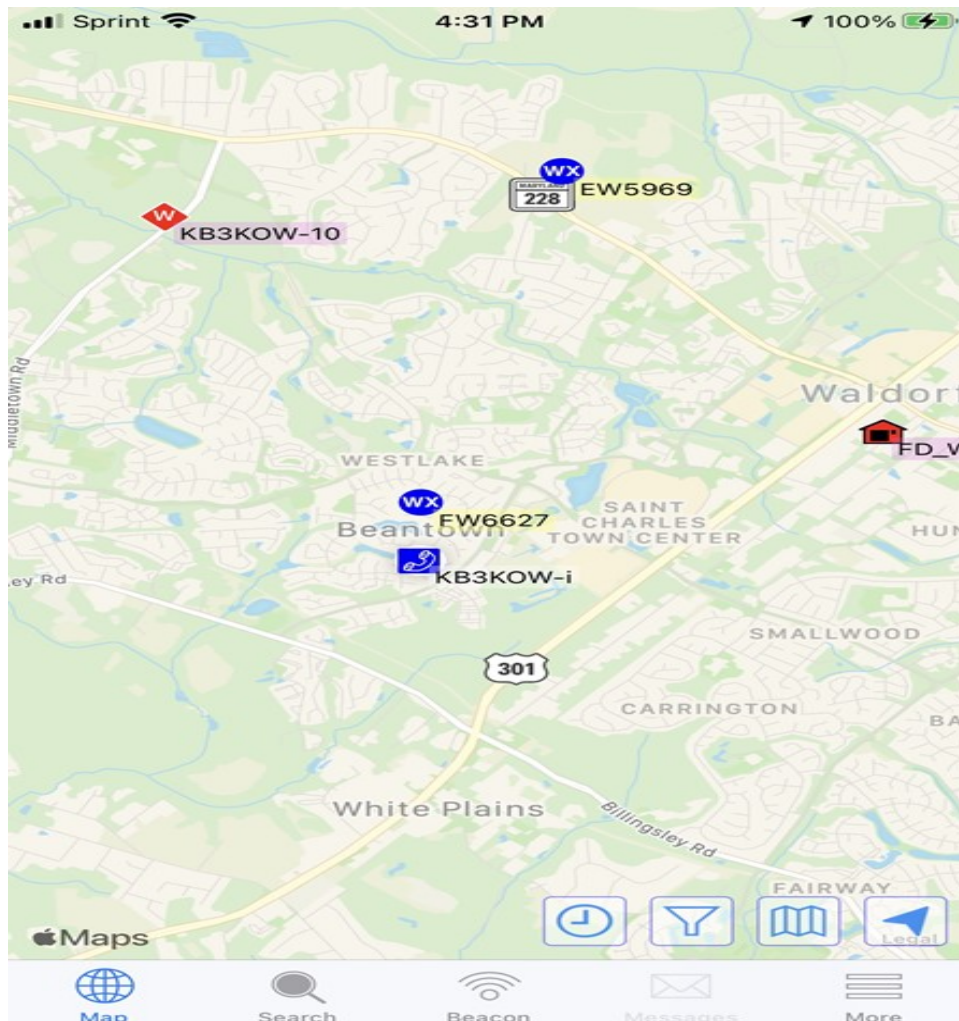 Sprint 4:31 PM 100%
WX
MARYLAND
228
EW5969
W
KB3KOW-10
Middletown Rd
Waldorf
FD_W
WESTLAKE
WX
EW6627
Beantown
SAINT
CHARLES
TOWN CENTER
HUN
KB3KOW-i
ey Rd
SMALLWOOD
301
CARRINGTON
BA
White Plains
Billingsley Rd
FAIRWAY
Maps
Legal
Map Search Beacon Messages More